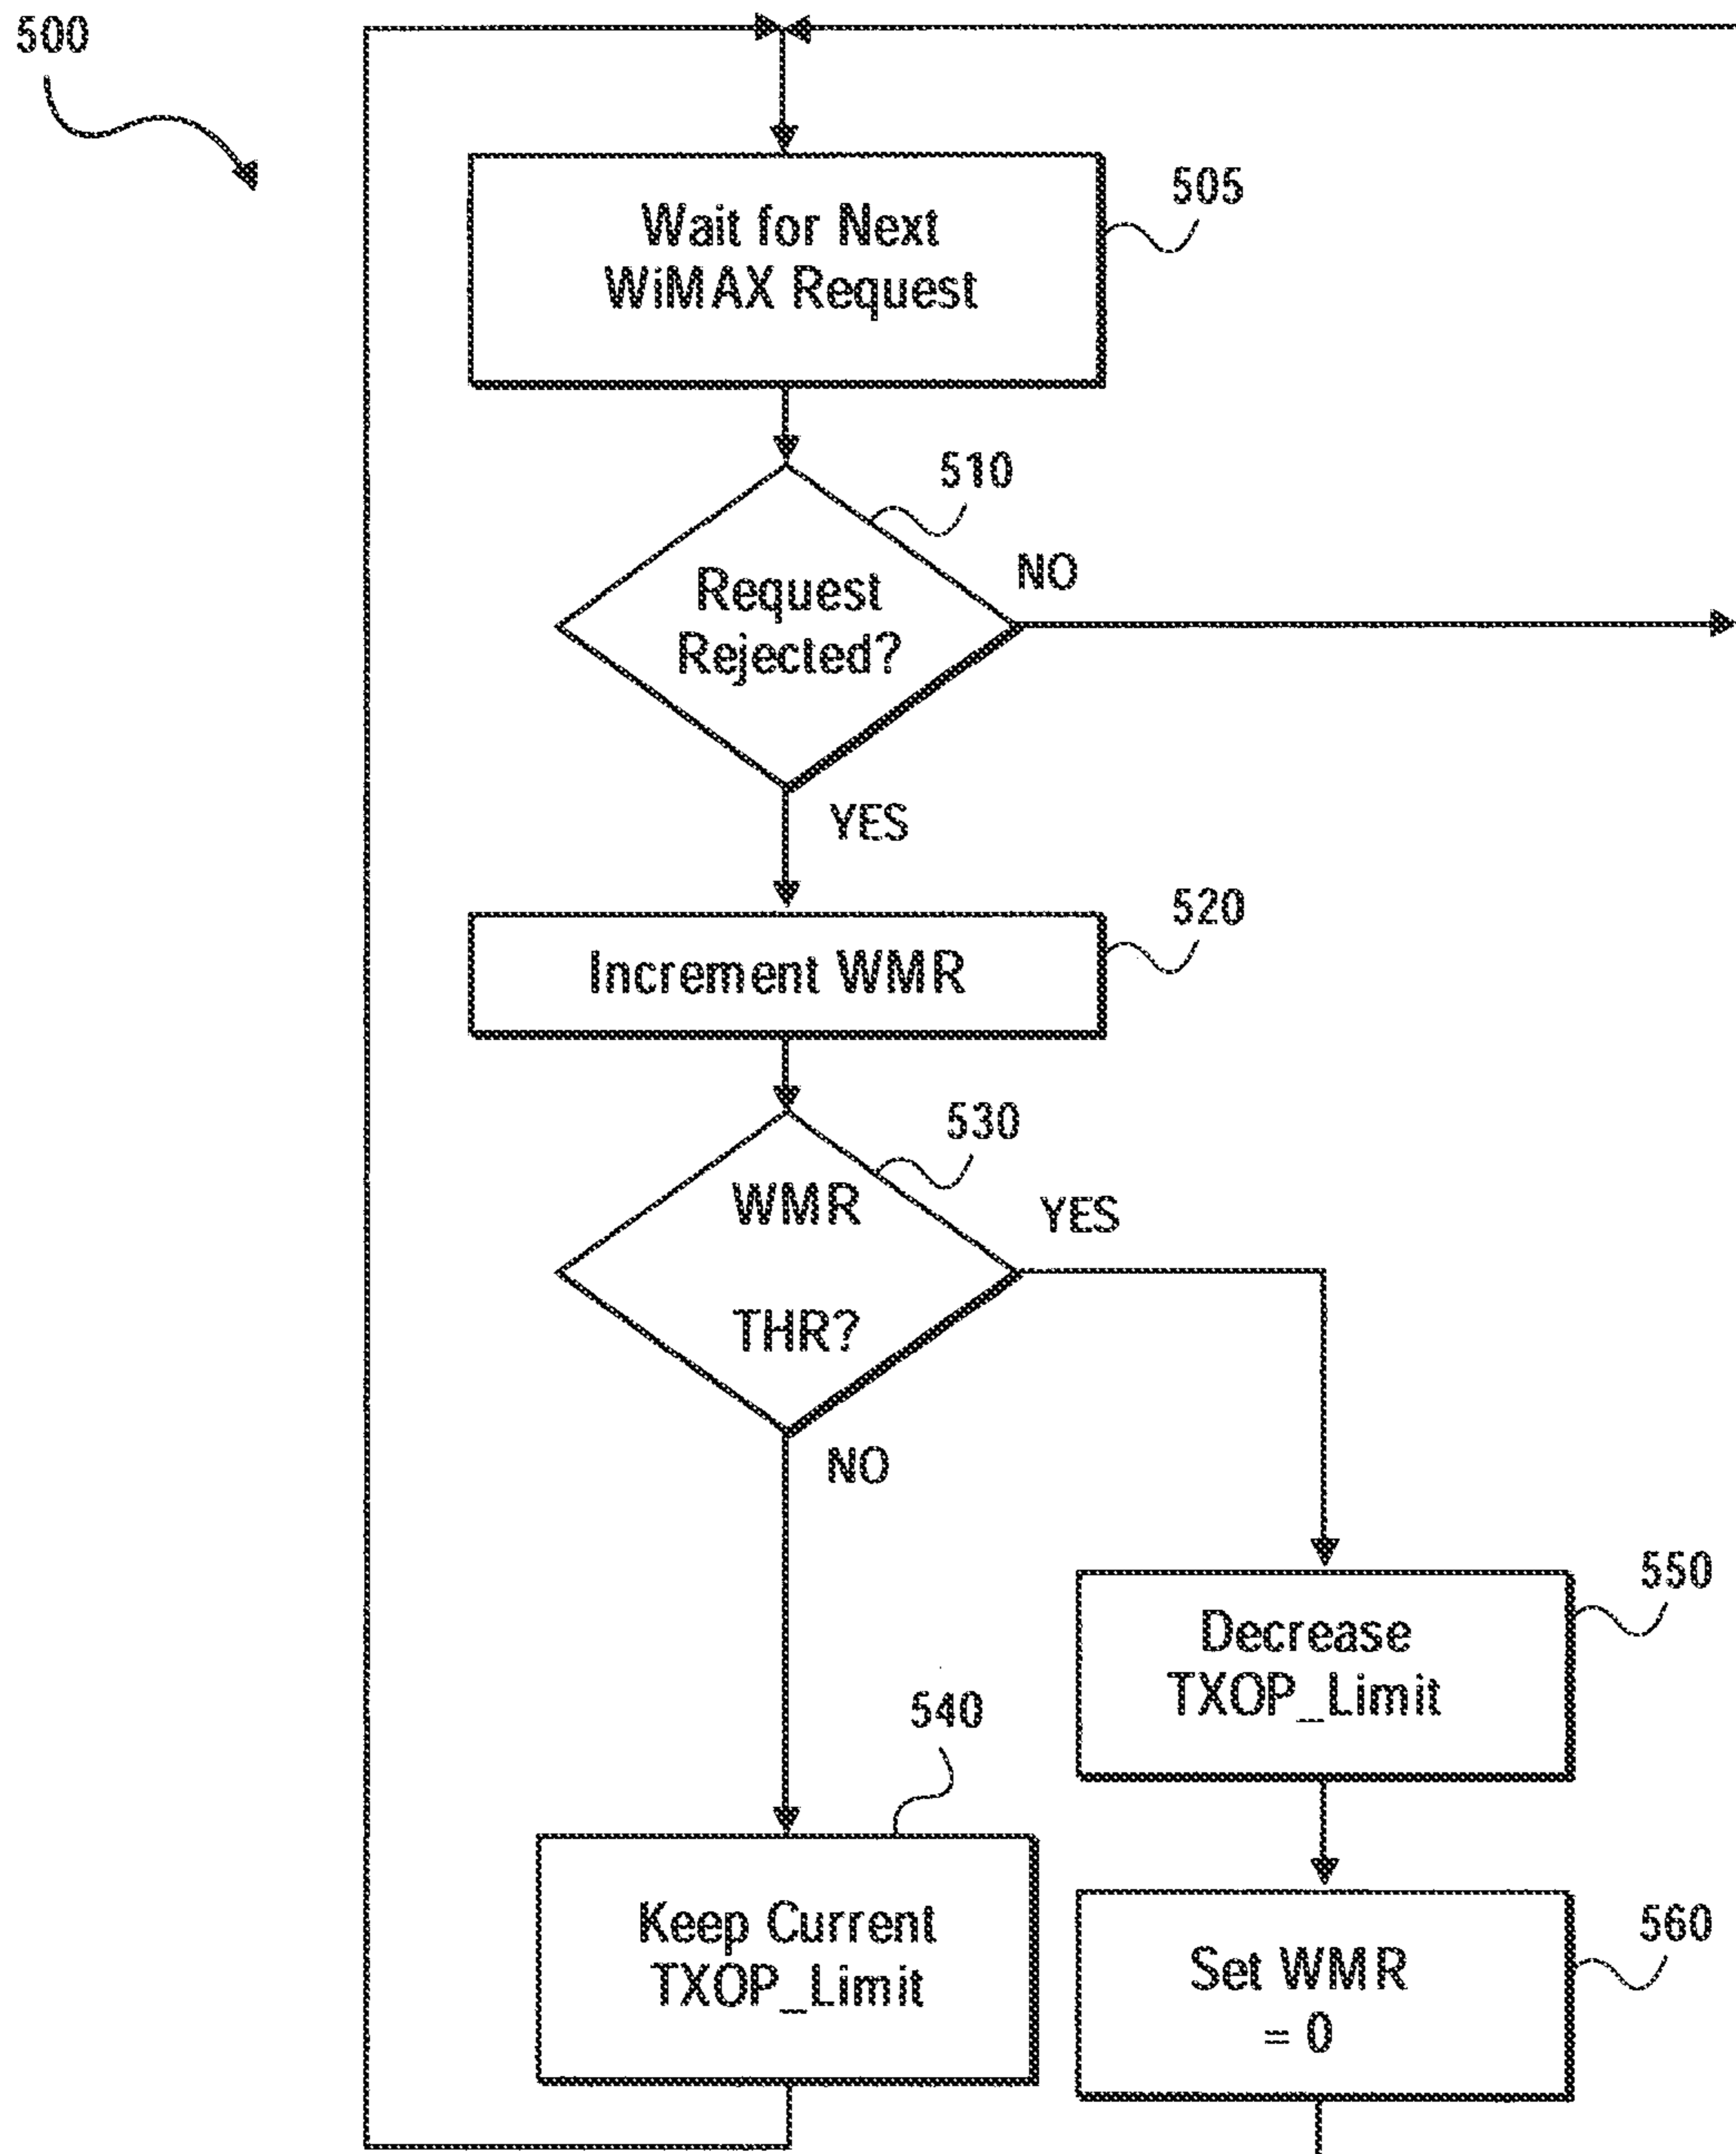 500
Wait for Next
WiMAX Request
505
510
Request
Rejected?
NO
YES
Increment WMR
520
530
WMR
THR?
YES
NO
Decrease
TXOP_Limit
550
540
Keep Current
TXOP_Limit
Set WMR
= 0
560